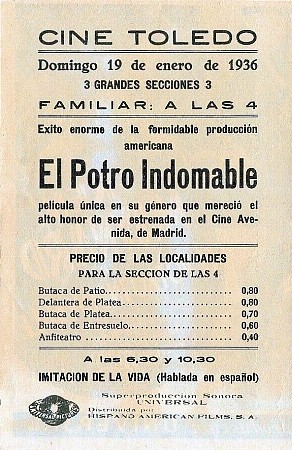 CINE TOLEDO
Domingo 19 de enero de 1936
3 GRANDES SECCIONES 3
FAMILIAR: A LAS 4
Exito enorme de la formidable producción
americana
El Potro Indomable
película única en su género que mereció el
alto honor de ser estrenada en el Cine Ave-
nida, de Madrid.
PRECIO DE LAS LOCALIDADES
PARA LA SECCION DE LAS 4
Butaca de Patio........................ 0,80
Delantera de Platea.................. 0,80
Butaca de Platea...................... 0,70
Butaca de Entresuelo................ 0,60
Anfiteatro................................ 0,40
A las 6,30 y 10,30
IMITACION DE LA VIDA (Hablada en español)
Superproducción Sonora
UNIVERSAL
Distribuída por
HISPANO AMERICAN FILMS, S. A.